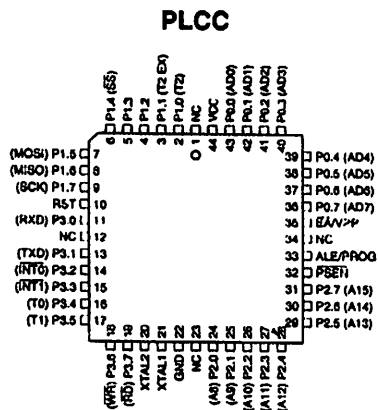 PLCC
P1.4 (SS)
P1.3
P1.2
P1.1 (T2 EX)
P1.0 (T2)
NC
VCC
P0.0 (AD0)
P0.1 (AD1)
P0.2 (AD2)
P0.3 (AD3)
6 5 4 3 2 1 44 43 42 41 40
(MOSI) P1.5 7
(MISO) P1.6 8
(SCK) P1.7 9
RST 10
(RXD) P3.0 11
NC 12
(TXD) P3.1 13
(INT0) P3.2 14
(INT1) P3.3 15
(T0) P3.4 16
(T1) P3.5 17
39 P0.4 (AD4)
38 P0.5 (AD5)
37 P0.6 (AD6)
36 P0.7 (AD7)
35 EA/VPP
34 NC
33 ALE/PROG
32 PSEN
31 P2.7 (A15)
30 P2.6 (A14)
29 P2.5 (A13)
18 19 20 21 22 23 24 25 26 27 28
(WR) P3.6
(RD) P3.7
XTAL2
XTAL1
GND
NC
(A8) P2.0
(A9) P2.1
(A10) P2.2
(A11) P2.3
(A12) P2.4